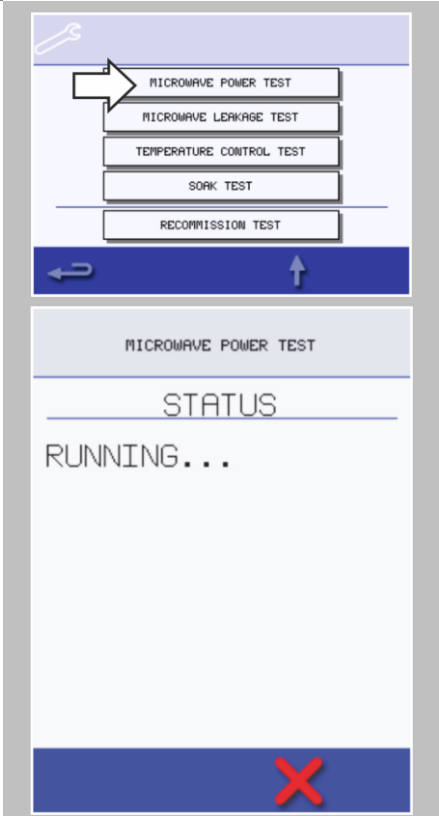 MICROWAVE POWER TEST
MICROWAVE LEAKAGE TEST
TEMPERATURE CONTROL TEST
SOAK TEST
RECOMMISSION TEST
MICROWAVE POWER TEST
STATUS
RUNNING...